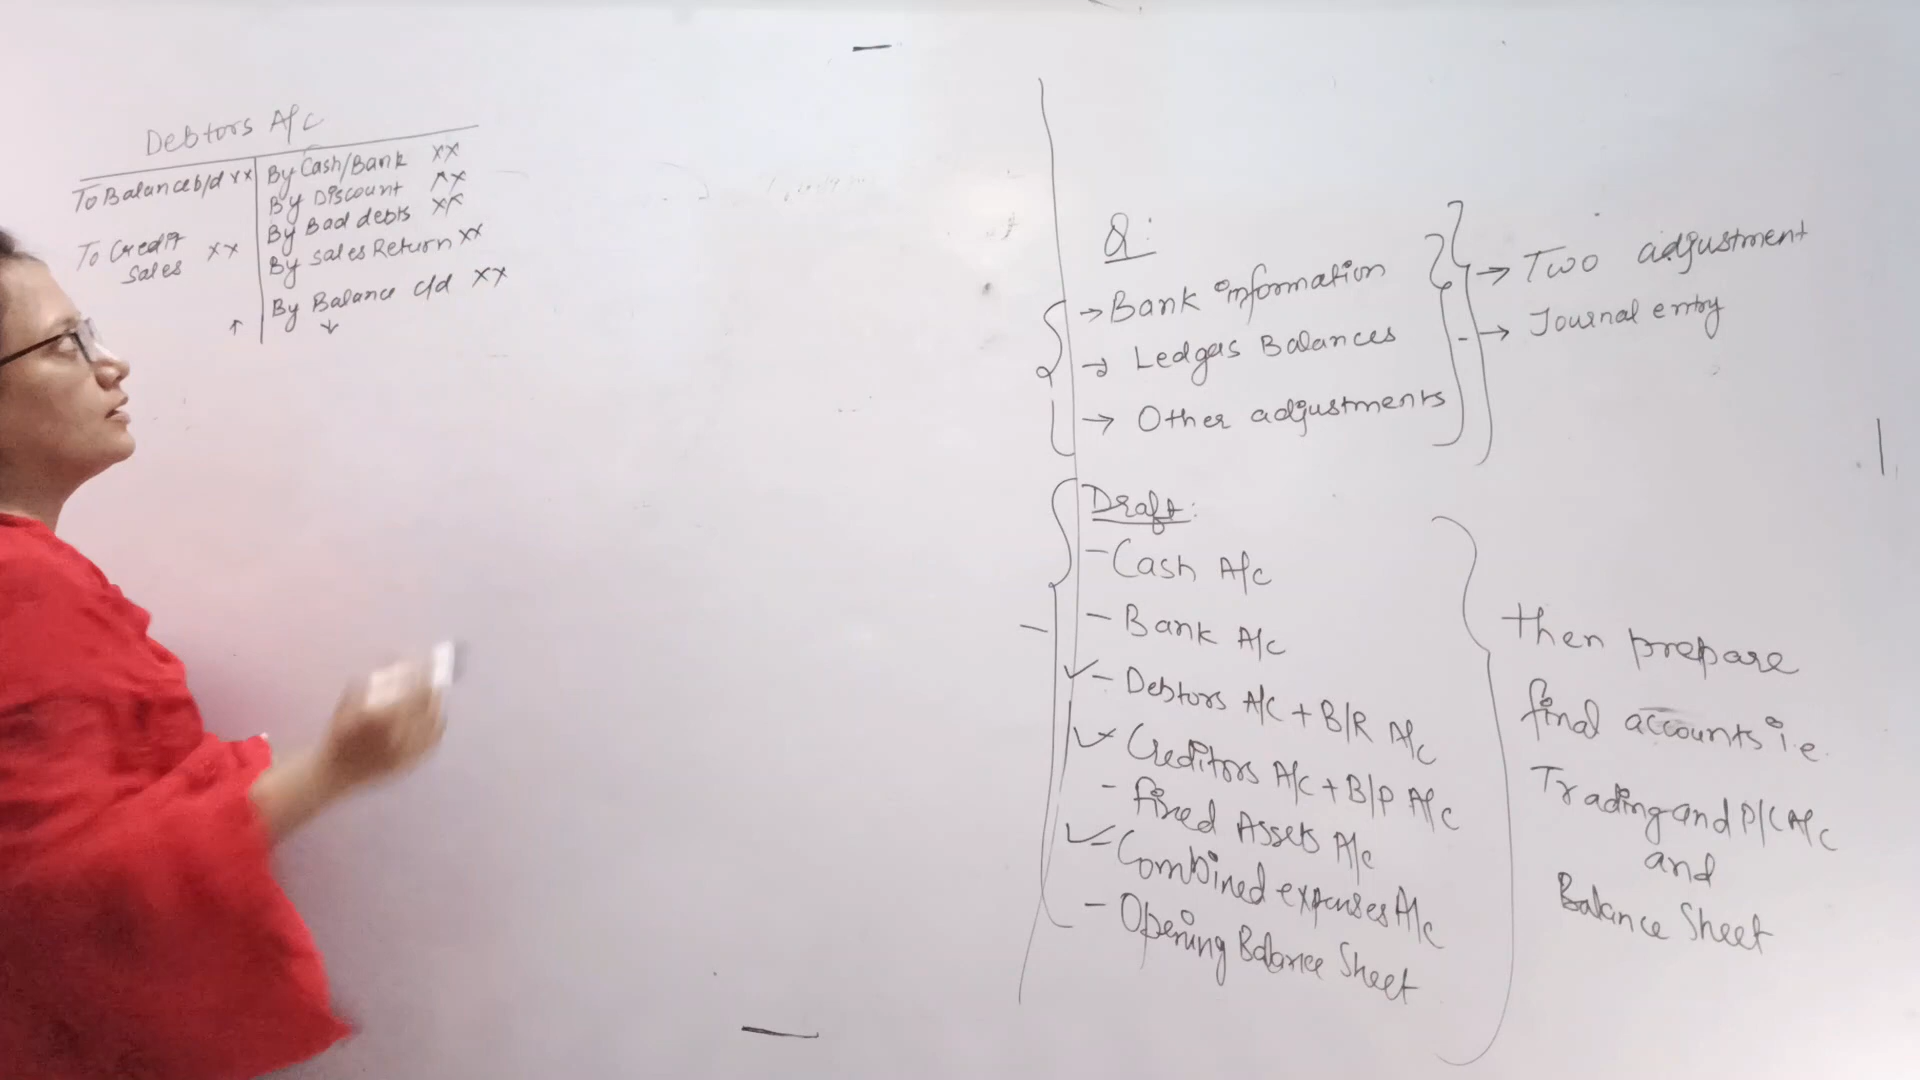 Debtors A/c
To Balance b/d xx
To Credit
sales xx
By Cash/Bank xx
By Discount xx
By Bad debts xx
By sales Return xx
By Balance c/d xx
Q:
→ Bank information
→ Ledgas Balances
→ Other adjustments
→ Two adjustment
→ Journal entry
Draft:
- Cash A/c
- Bank A/c
- Debtors A/c + B/R A/c
Creditors A/c + B/P A/c
- fixed Assets A/c
- Combined expenses A/c
- Opening Balance Sheet
then prepare
final accounts i.e.
Trading and P/L A/c
and
Balance Sheet